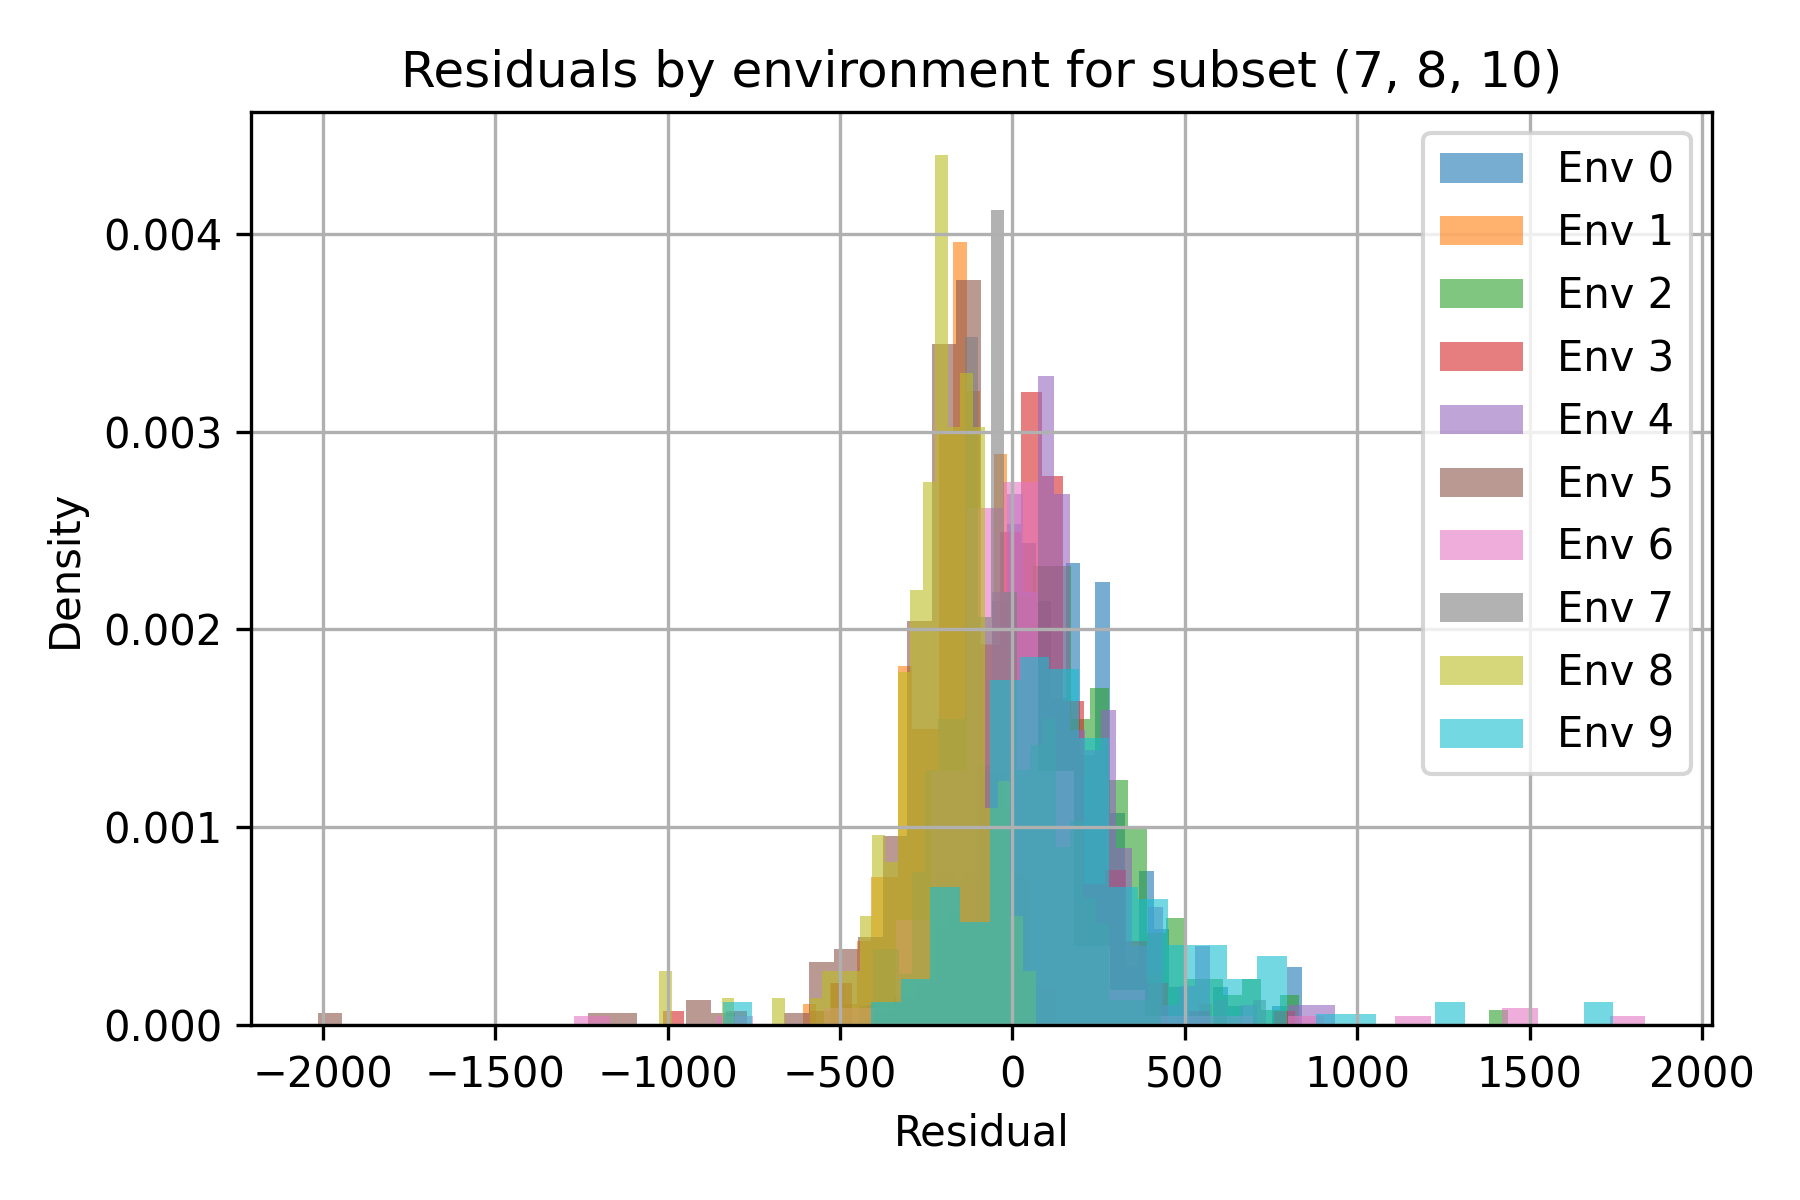 Residuals by environment for subset (7, 8, 10)
Density
0.004
0.003
0.002
0.001
0.000
−2000
−1500
−1000
−500
0
500
1000
1500
2000
Residual
Env 0
Env 1
Env 2
Env 3
Env 4
Env 5
Env 6
Env 7
Env 8
Env 9